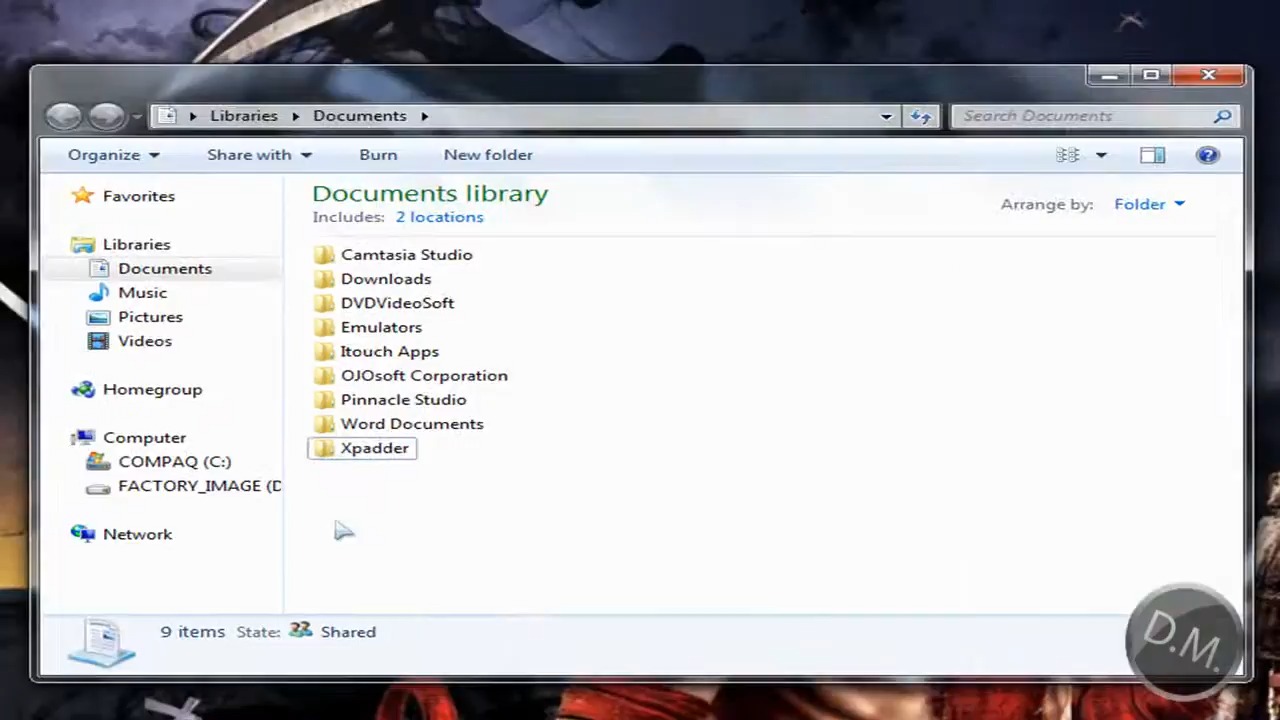 Libraries Documents
Search Documents
Organize Share with Burn New folder
Favorites
Libraries
Documents
Music
Pictures
Videos
Homegroup
Computer
COMPAQ (C:)
FACTORY_IMAGE (D
Network
Documents library
Includes: 2 locations
Arrange by: Folder
Camtasia Studio
Downloads
DVDVideoSoft
Emulators
Itouch Apps
OJOsoft Corporation
Pinnacle Studio
Word Documents
Xpadder
9 items State: Shared
D.M.